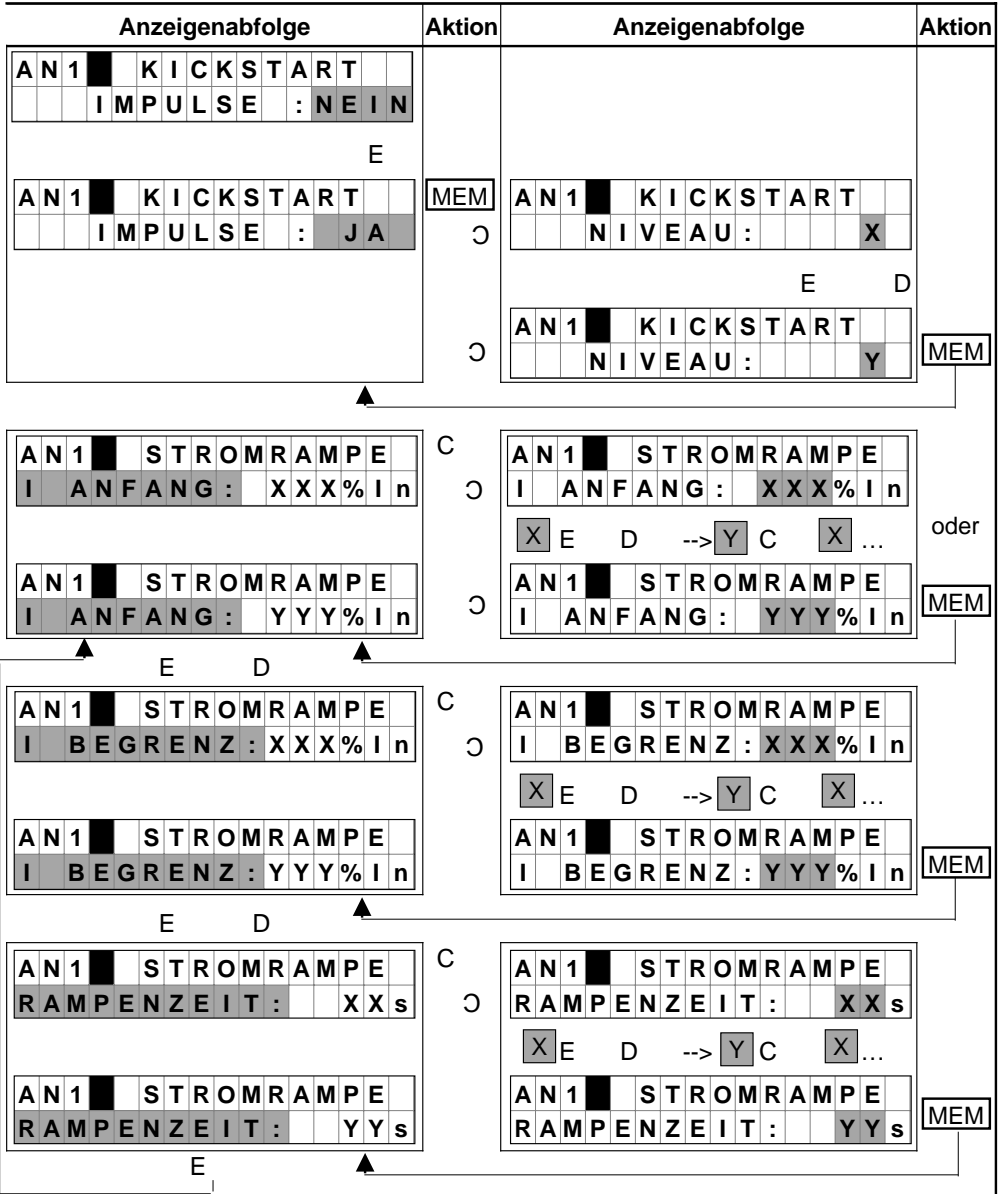 Anzeigenabfolge Aktion Anzeigenabfolge Aktion
AN1 KICKSTART
IMPULSE :NEIN
E
AN1 KICKSTART MEM AN1 KICKSTART
IMPULSE : JA Ɔ NIVEAU: X
E D
AN1 KICKSTART
Ɔ NIVEAU: Y MEM
AN1 STROMRAMPE C AN1 STROMRAMPE
I ANFANG: XXX%In Ɔ I ANFANG: XXX%In
X E D --> Y C X ... oder
AN1 STROMRAMPE AN1 STROMRAMPE
I ANFANG: YYY%In Ɔ I ANFANG: YYY%In MEM
E D
AN1 STROMRAMPE C AN1 STROMRAMPE
I BEGRENZ:XXX%In Ɔ I BEGRENZ:XXX%In
X E D --> Y C X ...
AN1 STROMRAMPE AN1 STROMRAMPE
I BEGRENZ:YYY%In I BEGRENZ:YYY%In MEM
E D
AN1 STROMRAMPE C AN1 STROMRAMPE
RAMPENZEIT: XXs Ɔ RAMPENZEIT: XXs
X E D --> Y C X ...
AN1 STROMRAMPE AN1 STROMRAMPE
RAMPENZEIT: YYs RAMPENZEIT: YYs MEM
E